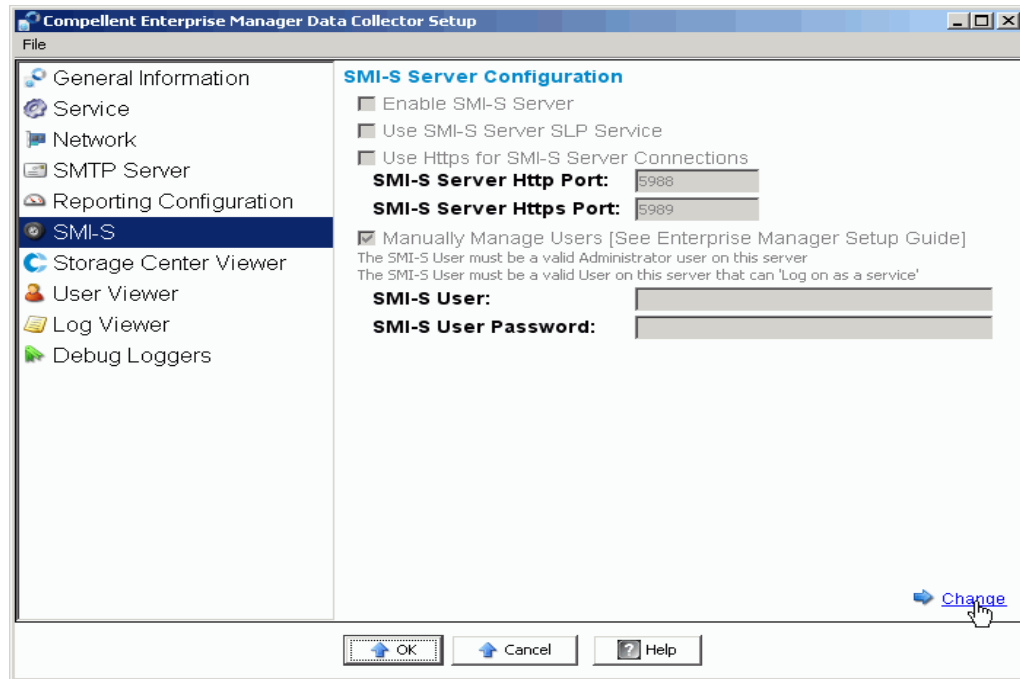 Compellent Enterprise Manager Data Collector Setup
File
General Information
Service
Network
SMTP Server
Reporting Configuration
SMI-S
Storage Center Viewer
User Viewer
Log Viewer
Debug Loggers
SMI-S Server Configuration
Enable SMI-S Server
Use SMI-S Server SLP Service
Use Https for SMI-S Server Connections
SMI-S Server Http Port: 5988
SMI-S Server Https Port: 5989
Manually Manage Users [See Enterprise Manager Setup Guide]
The SMI-S User must be a valid Administrator user on this server
The SMI-S User must be a valid User on this server that can 'Log on as a service'
SMI-S User:
SMI-S User Password:
Change
OK Cancel Help